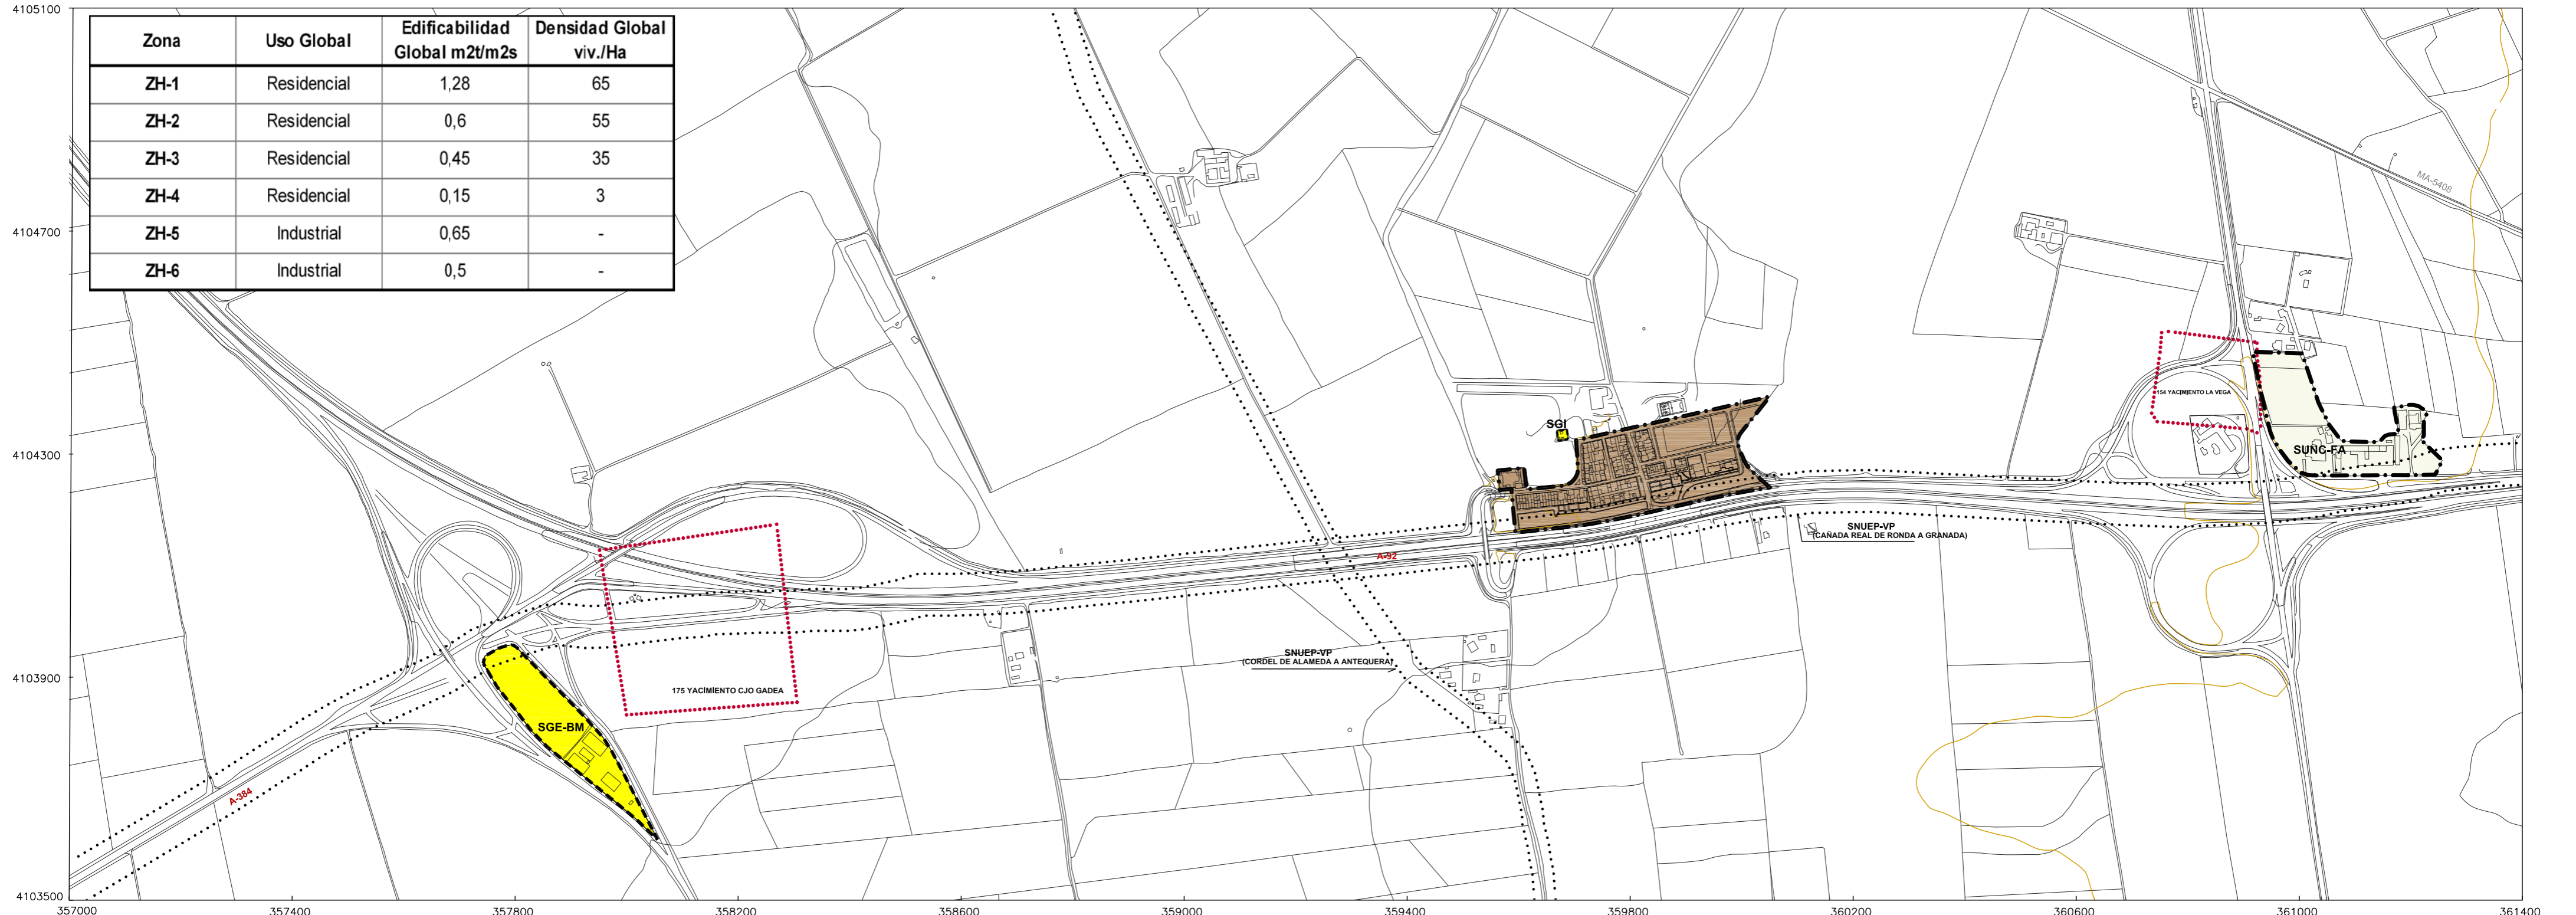 4105100
4104700
4104300
4103900
4103500
Zona Uso Global Edificabilidad Global m2t/m2s Densidad Global viv./Ha
ZH-1 Residencial 1,28 65
ZH-2 Residencial 0,6 55
ZH-3 Residencial 0,45 35
ZH-4 Residencial 0,15 3
ZH-5 Industrial 0,65 -
ZH-6 Industrial 0,5 -
MA-5408
154 YACIMIENTO LA VEGA
SGI
SUNC-FA
SNUEP-VP
(CAÑADA REAL DE RONDA A GRANADA)
A-92
SNUEP-VP
(CORDEL DE ALAMEDA A ANTEQUERA)
175 YACIMIENTO CJO GADEA
SGE-BM
A-384
357000 357400 357800 358200 358600 359000 359400 359800 360200 360600 361000 361400